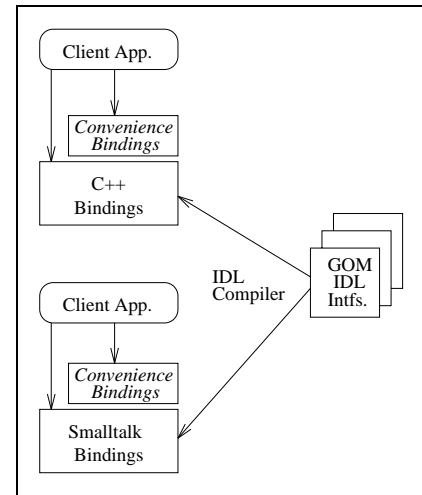 Client App.
Convenience
Bindings
C++
Bindings
IDL
Compiler
GOM
IDL
Intfs.
Client App.
Convenience
Bindings
Smalltalk
Bindings